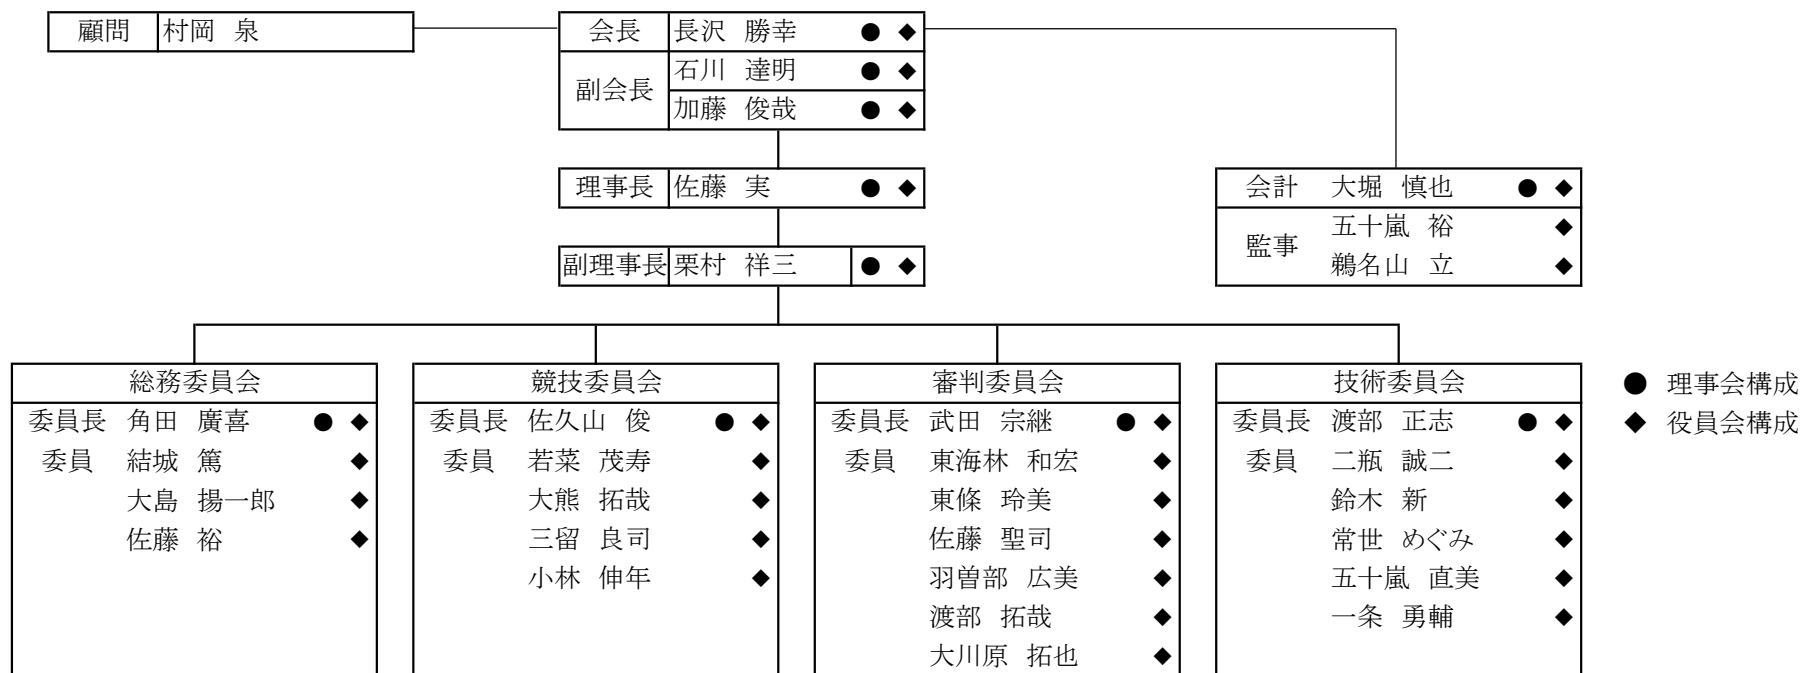 顧問 村岡 泉
会長 長沢 勝幸 ● ◆
副会長 石川 達明 ● ◆
加藤 俊哉 ● ◆
理事長 佐藤 実 ● ◆
会計 大堀 慎也 ● ◆
監事 五十嵐 裕 ◆
鵜名山 立 ◆
副理事長 栗村 祥三 ● ◆
総務委員会
委員長 角田 廣喜 ● ◆
委員 結城 篤 ◆
大島 揚一郎 ◆
佐藤 裕 ◆
競技委員会
委員長 佐久山 俊 ● ◆
委員 若菜 茂寿 ◆
大熊 拓哉 ◆
三留 良司 ◆
小林 伸年 ◆
審判委員会
委員長 武田 宗継 ● ◆
委員 東海林 和宏 ◆
東條 玲美 ◆
佐藤 聖司 ◆
羽曽部 広美 ◆
渡部 拓哉 ◆
大川原 拓也 ◆
技術委員会
委員長 渡部 正志 ● ◆
委員 二瓶 誠二 ◆
鈴木 新 ◆
常世 めぐみ ◆
五十嵐 直美 ◆
一条 勇輔 ◆
● 理事会構成
◆ 役員会構成